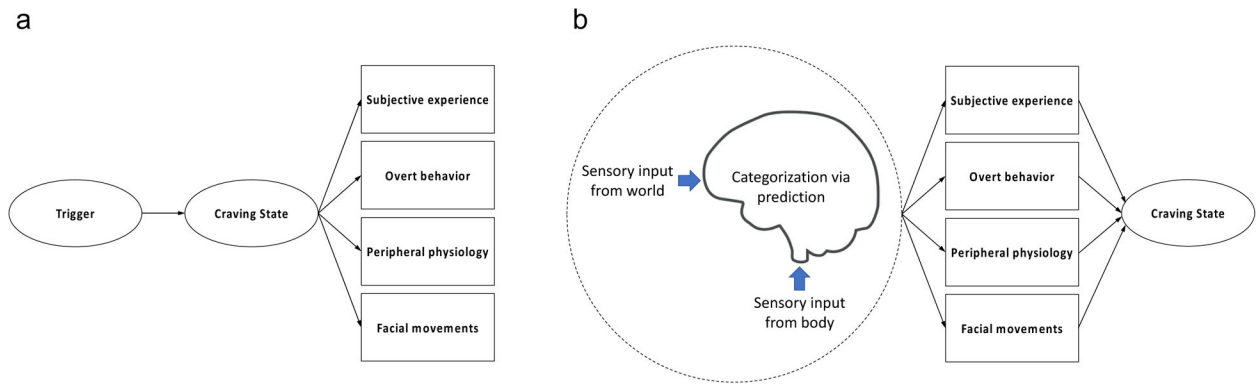 a
Trigger
Craving State
Subjective experience
Overt behavior
Peripheral physiology
Facial movements
b
Sensory input
from world
Categorization via
prediction
Sensory input
from body
Subjective experience
Overt behavior
Peripheral physiology
Facial movements
Craving State